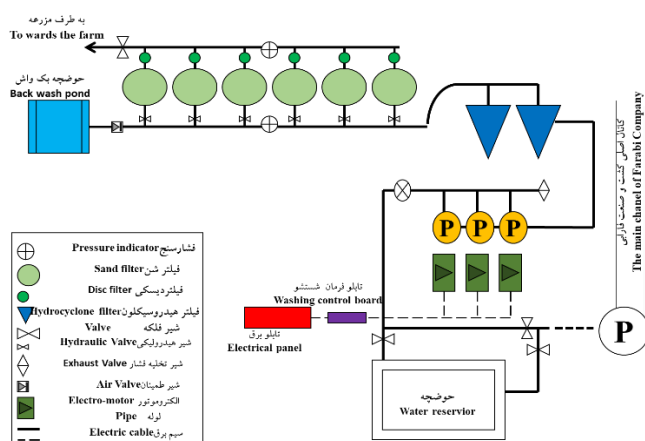 به طرف مزرعه
To wards the farm
حوضچه بک واش
Back wash pond
کانال اصلی کشت و صنعت فارابی
The main chanel of Farabi Company
P P P
تابلو فرمان شستشو
Washing control board
تابلو برق
Electrical panel
P
حوضچه
Water reservior
Pressure indicator فشارسنج
Sand filter فیلتر شن
Disc filter فیلتردیسکی
Hydrocyclone filter فیلتر هیدروسیکلون
Valve شیر فلکه
Hydraulic Valve شیر هیدرولیکی
Exhaust Valve شیر تخلیه فشار
Air Valve شیر طمینان
Electro-motor الکتروموتور
Pipe لوله
Electric cable سیم برق